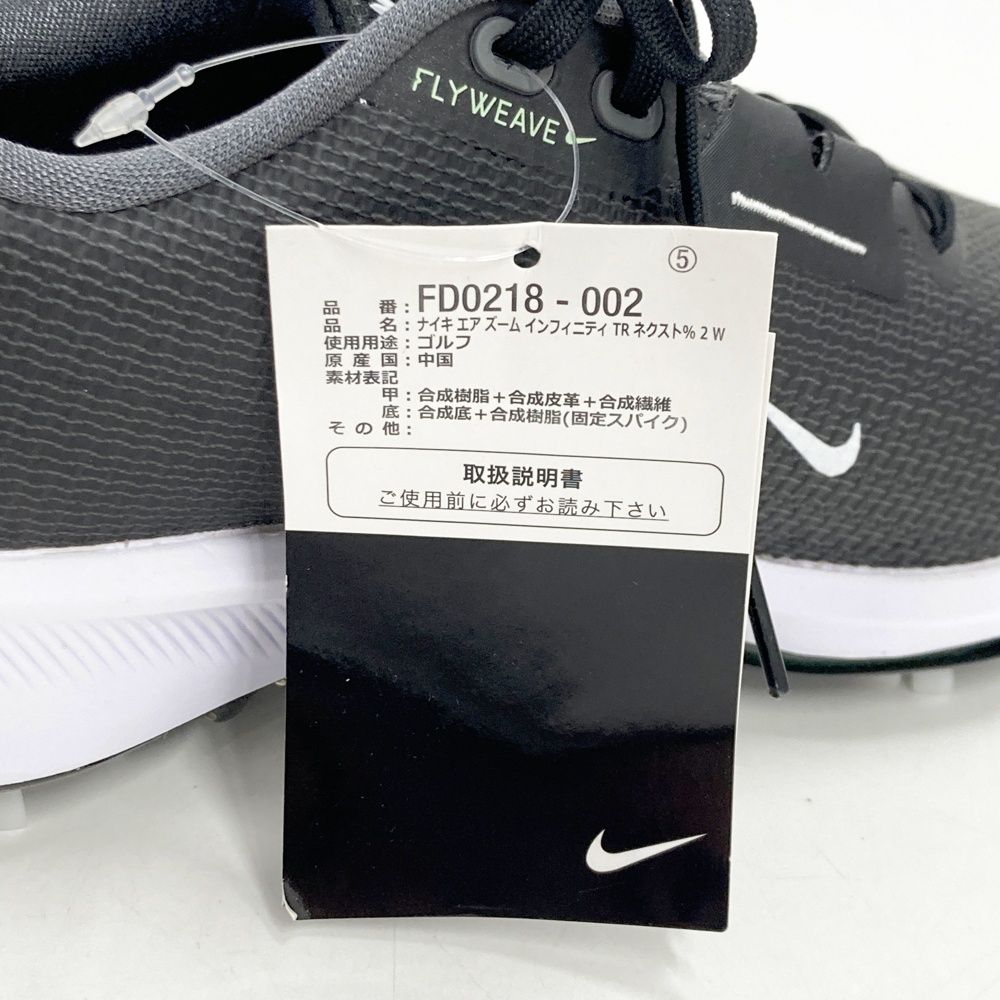 FLYWEAVE
⑤
品 番：FD0218 - 002
品 名：ナイキ エア ズーム インフィニティ TR ネクスト% 2 W
使用用途：ゴルフ
原 産 国：中国
素材表記
甲：合成樹脂＋合成皮革＋合成繊維
底：合成底＋合成樹脂(固定スパイク)
そ の 他：
取扱説明書
ご使用前に必ずお読み下さい